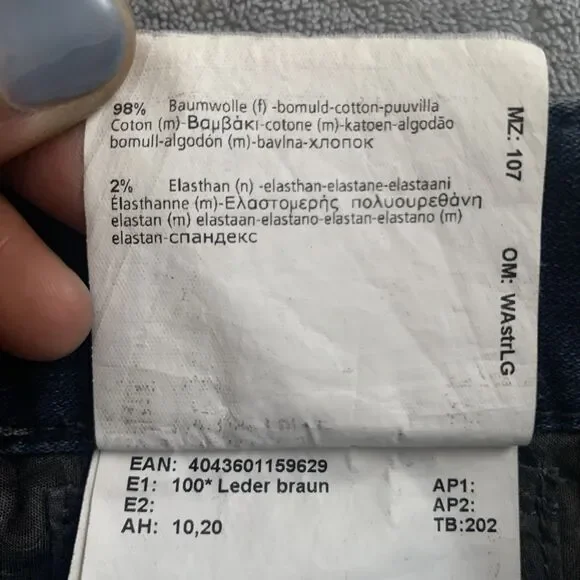 98% Baumwolle (f) -bomuld-cotton-puuvilla
Coton (m)-Βαμβάκι-cotone (m)-katoen-algodão
bomull-algodón (m)-bavlna-хлопок
2% Elasthan (n) -elasthan-elastane-elastaani
Élasthanne (m)-Ελαστομερής πολυουρεθάνη
elastan (m) elastaan-elastano-elastan-elastano (m)
elastan-спандекс
MZ: 107
OM: WAstrLG
EAN: 4043601159629
E1: 100* Leder braun
E2:
AH: 10,20
AP1:
AP2:
TB:202